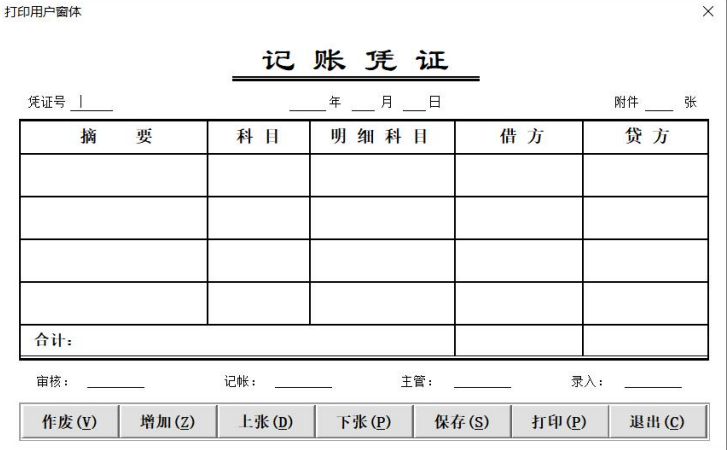 打印用户窗体
记账凭证
凭证号 年 月 日 附件 张
摘 要 科 目 明 细 科 目 借 方 贷 方
合计：
审核： 记帐： 主管： 录入：
作废(V) 增加(Z) 上张(D) 下张(P) 保存(S) 打印(P) 退出(C)